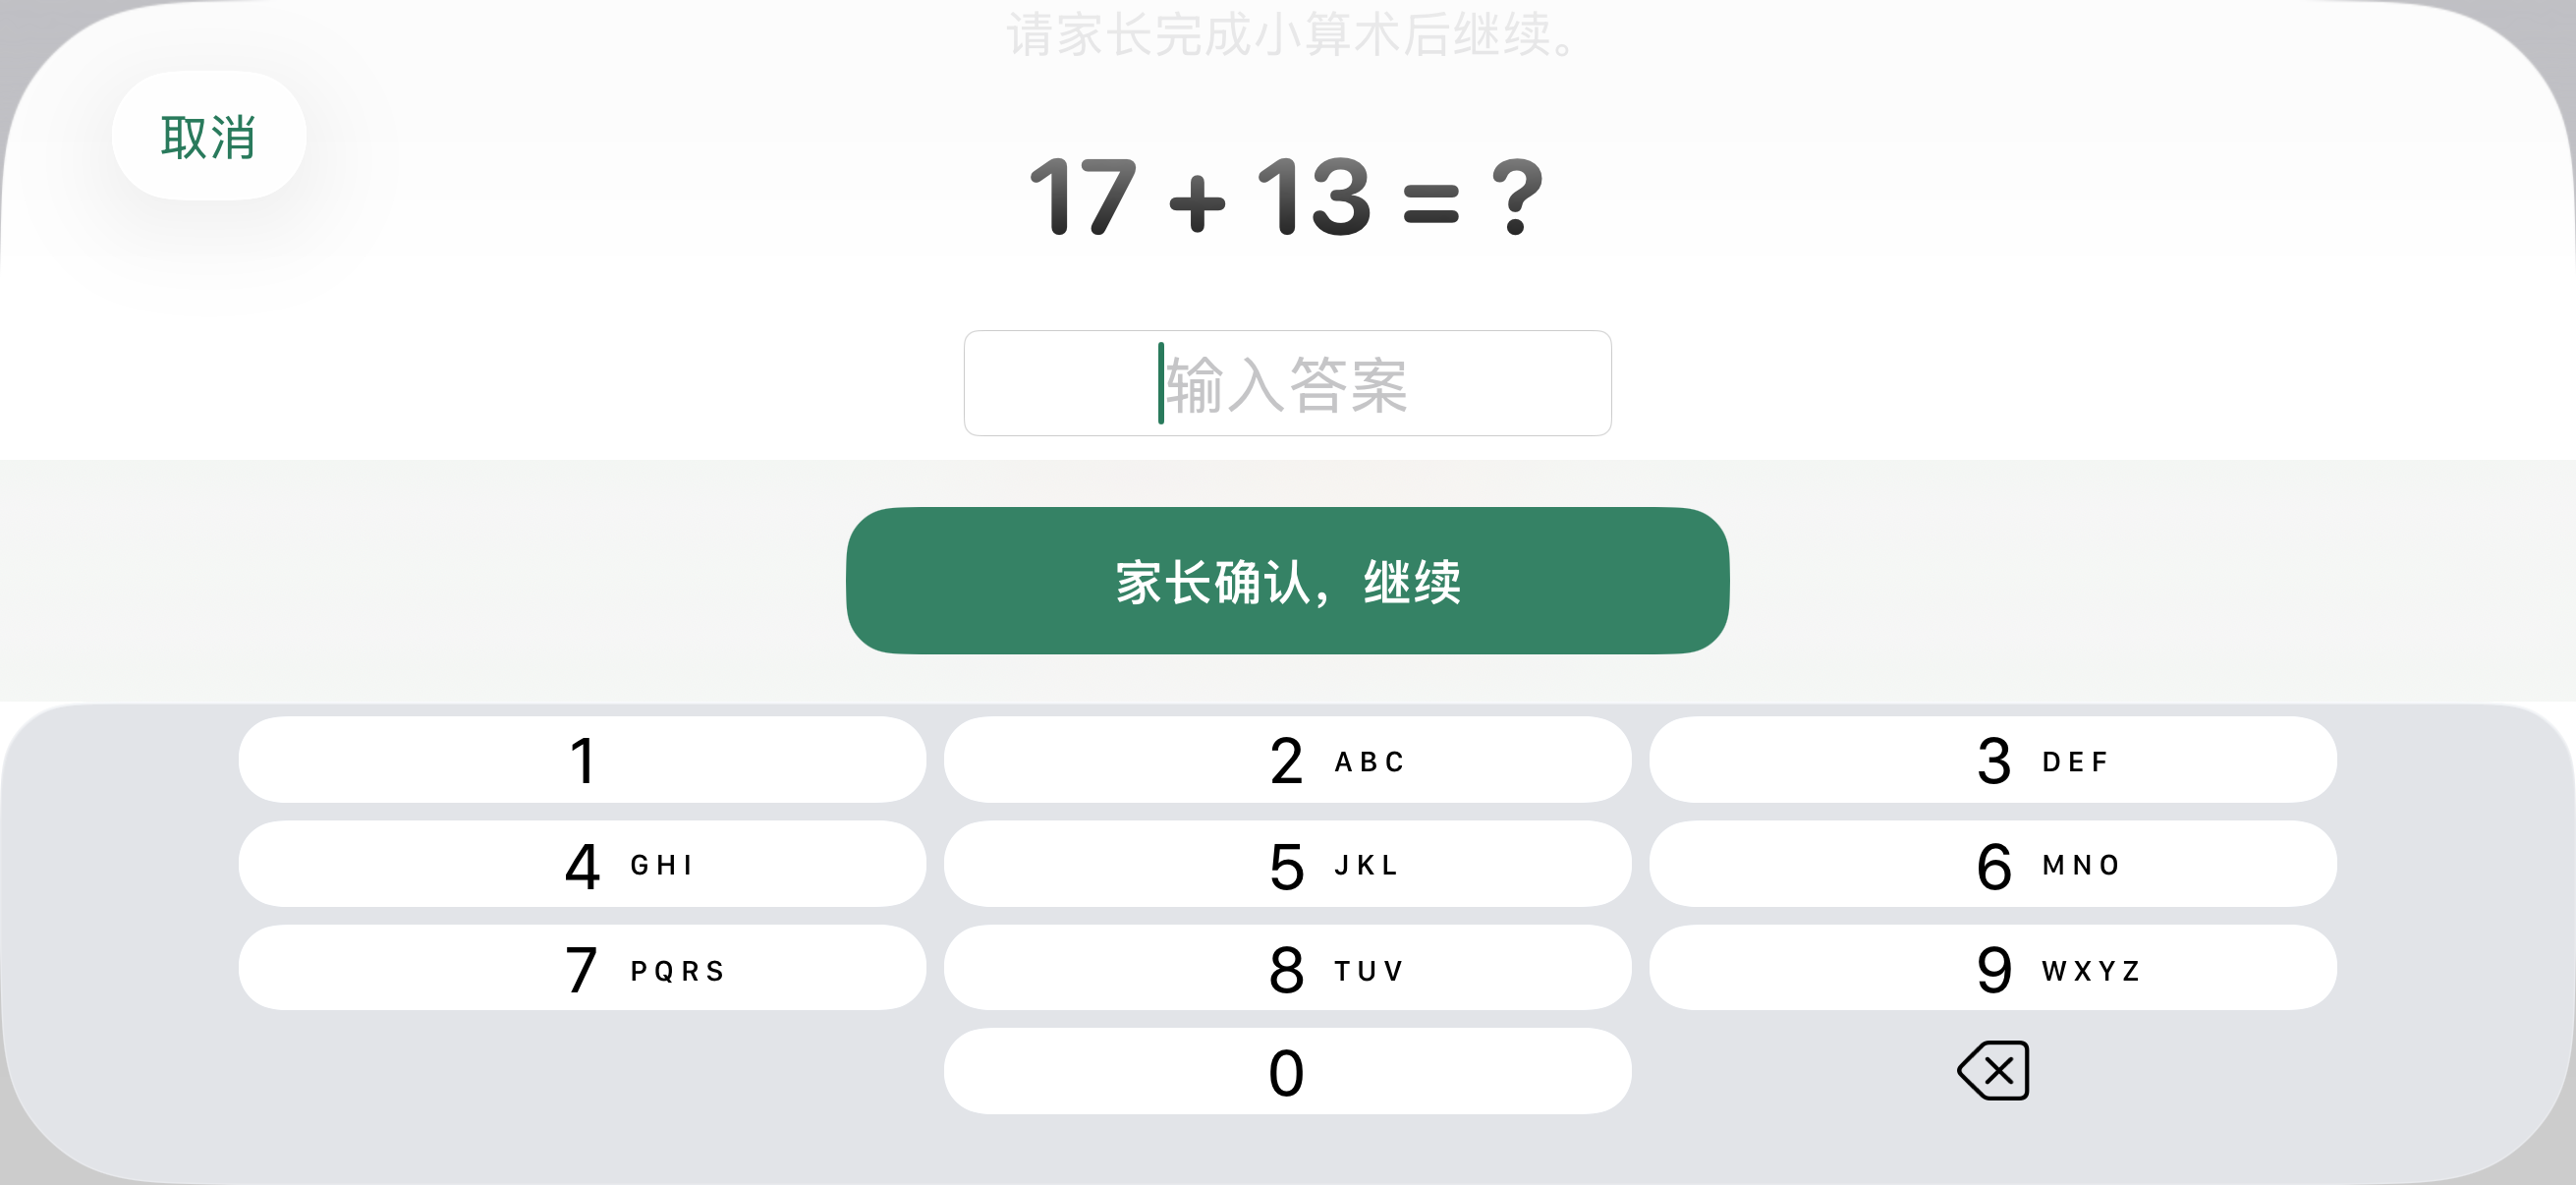 请家长完成小算术后继续。
取消
17 + 13 = ?
输入答案
家长确认，继续
1
2 ABC
3 DEF
4 GHI
5 JKL
6 MNO
7 PQRS
8 TUV
9 WXYZ
0